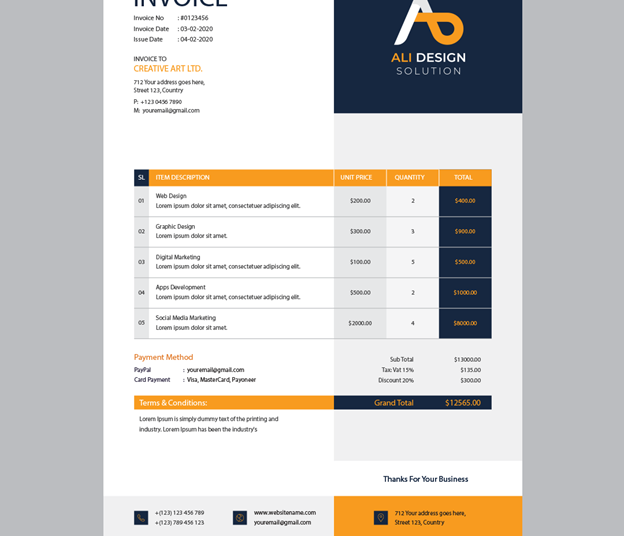 INVOICE
Invoice No : #0123456
Invoice Date : 03-02-2020
Issue Date : 04-02-2020
INVOICE TO
CREATIVE ART LTD.
712 Your address goes here,
Street 123, Country
P: +123 0456 7890
M: youremail@gmail.com
ALI DESIGN
SOLUTION
SL ITEM DESCRIPTION UNIT PRICE QUANTITY TOTAL
01 Web Design $200.00 2 $400.00
Lorem ipsum dolor sit amet, consectetuer adipiscing elit.
02 Graphic Design $300.00 3 $900.00
Lorem ipsum dolor sit amet.
03 Digital Marketing $100.00 5 $500.00
Lorem ipsum dolor sit amet, consectetuer adipiscing elit.
04 Apps Development $500.00 2 $1000.00
Lorem ipsum dolor sit amet, consectetuer adipiscing elit.
05 Social Media Marketing $2000.00 4 $8000.00
Lorem ipsum dolor sit amet.
Payment Method
PayPal : youremail@gmail.com
Card Payment : Visa, MasterCard, Payoneer
Sub Total $13000.00
Tax: Vat 15% $135.00
Discount 20% $300.00
Terms & Conditions: Grand Total $12565.00
Lorem Ipsum is simply dummy text of the printing and
industry. Lorem Ipsum has been the industry's
Thanks For Your Business
+(123) 123 456 789
+(123) 789 456 123
www.websitename.com
youremail@gmail.com
712 Your address goes here,
Street 123, Country